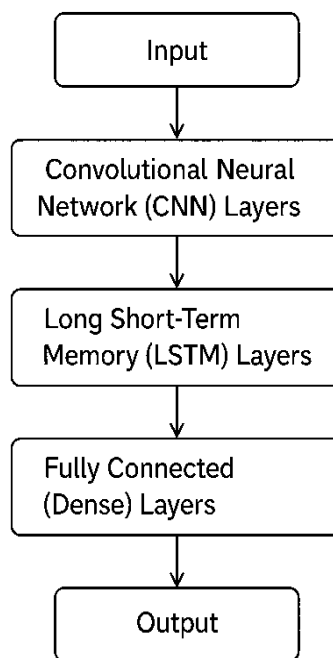 Input
Convolutional Neural
Network (CNN) Layers
Long Short-Term
Memory (LSTM) Layers
Fully Connected
(Dense) Layers
Output